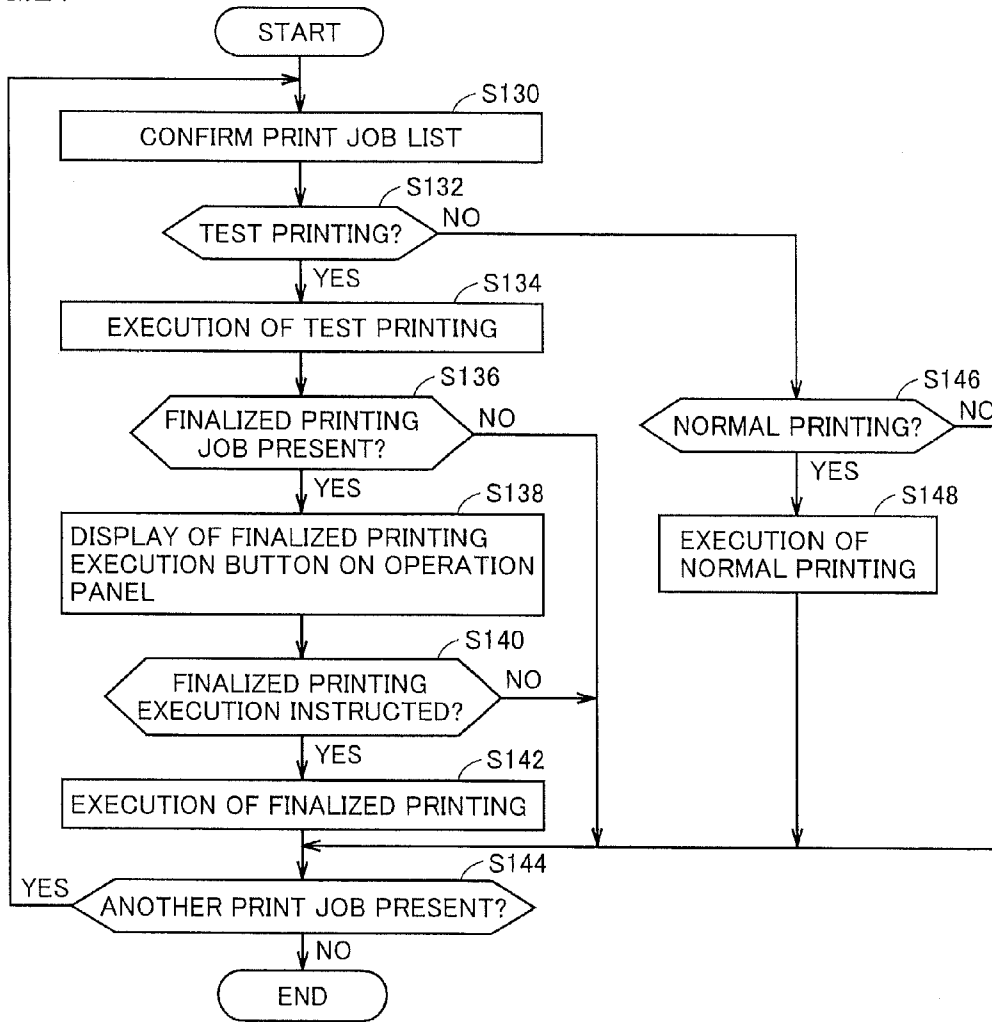 START
S130
CONFIRM PRINT JOB LIST
S132
TEST PRINTING?
NO
YES
S134
EXECUTION OF TEST PRINTING
S136
FINALIZED PRINTING
JOB PRESENT?
NO
YES
S146
NORMAL PRINTING?
NO
YES
S138
DISPLAY OF FINALIZED PRINTING
EXECUTION BUTTON ON OPERATION
PANEL
S148
EXECUTION OF
NORMAL PRINTING
S140
FINALIZED PRINTING
EXECUTION INSTRUCTED?
NO
YES
S142
EXECUTION OF FINALIZED PRINTING
S144
ANOTHER PRINT JOB PRESENT?
YES
NO
END